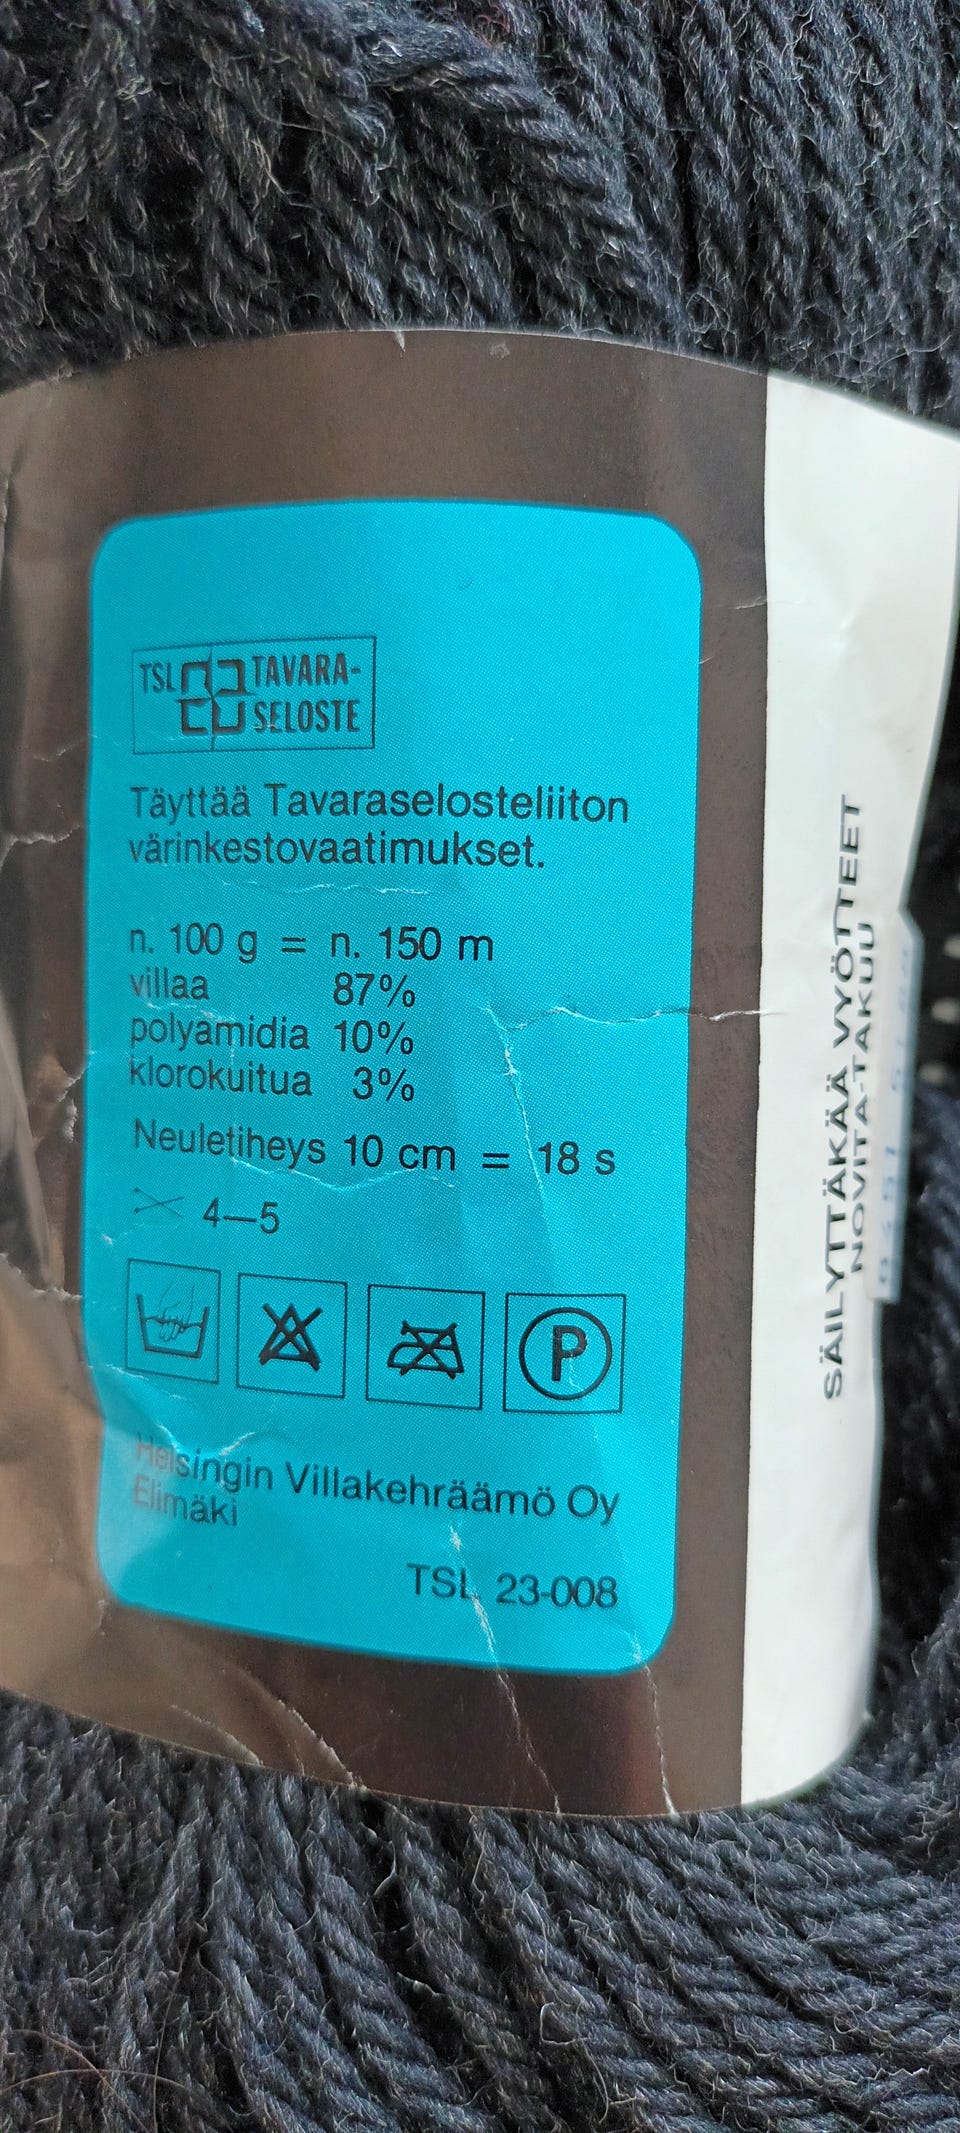 TSL TAVARA-
SELOSTE
Täyttää Tavaraselosteliiton
värinkestovaatimukset.
n. 100 g = n. 150 m
villaa 87%
polyamidia 10%
klorokuitua 3%
Neuletiheys 10 cm = 18 s
4—5
P
Helsingin Villakehräämö Oy
Elimäki
TSL 23-008
SÄILYTTÄKÄÄ VYÖTTEET
NOVITA-TAKUU